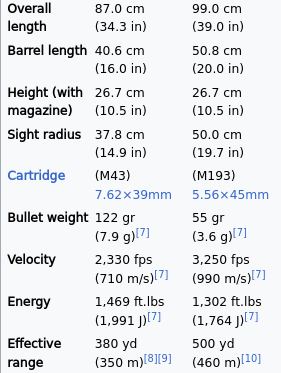 Overall 87.0 cm 99.0 cm
length (34.3 in) (39.0 in)
Barrel length 40.6 cm 50.8 cm
(16.0 in) (20.0 in)
Height (with 26.7 cm 26.7 cm
magazine) (10.5 in) (10.5 in)
Sight radius 37.8 cm 50.0 cm
(14.9 in) (19.7 in)
Cartridge (M43) (M193)
7.62×39mm 5.56×45mm
Bullet weight 122 gr 55 gr
(7.9 g)[7] (3.6 g)[7]
Velocity 2,330 fps 3,250 fps
(710 m/s)[7] (990 m/s)[7]
Energy 1,469 ft.lbs 1,302 ft.lbs
(1,991 J)[7] (1,764 J)[7]
Effective 380 yd 500 yd
range (350 m)[8][9] (460 m)[10]